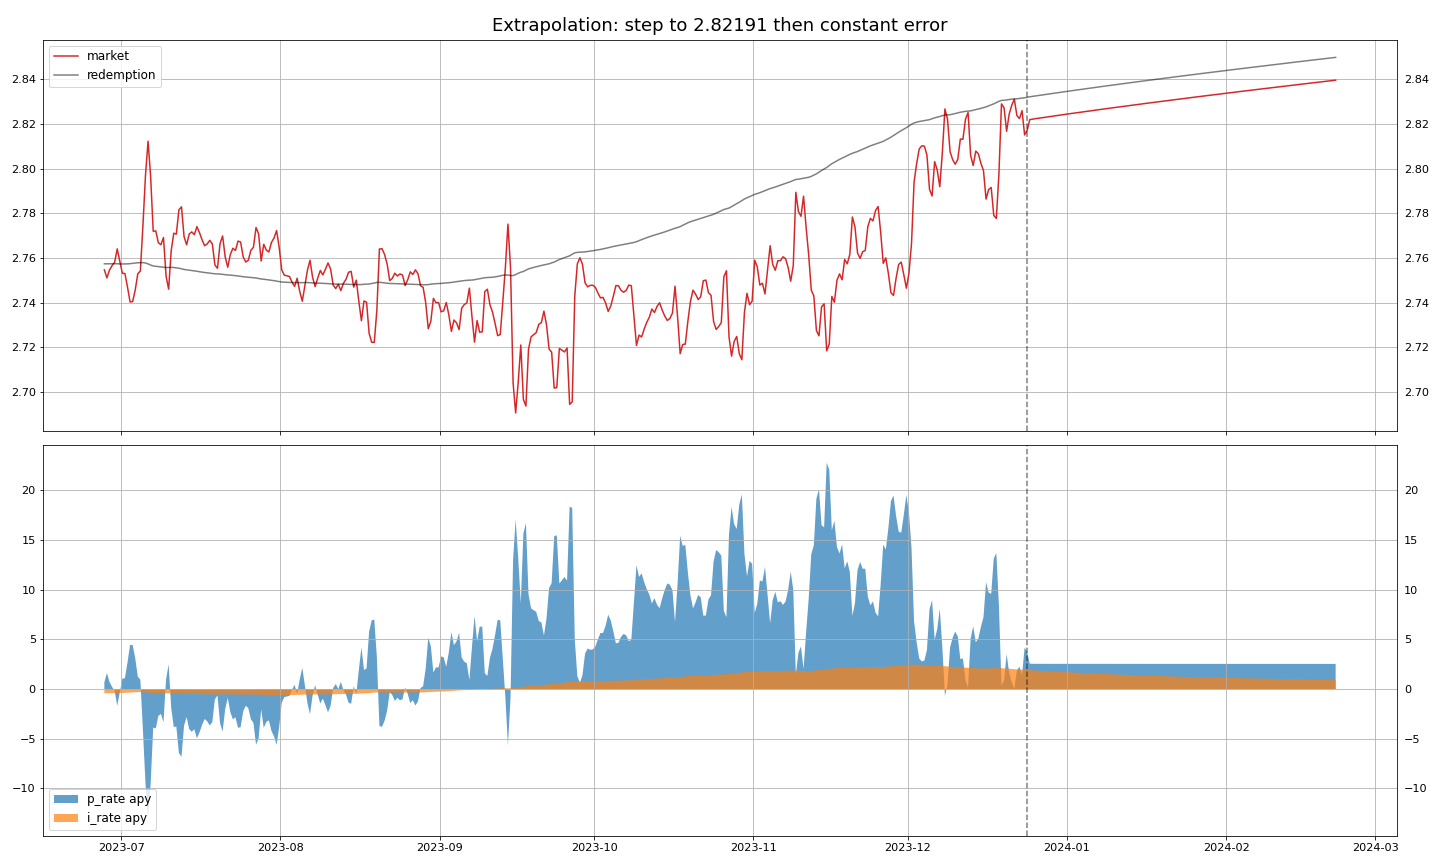 Extrapolation: step to 2.82191 then constant error
market
redemption
2.84 2.84
2.82 2.82
2.80 2.80
2.78 2.78
2.76 2.76
2.74 2.74
2.72 2.72
2.70 2.70
20 20
15 15
10 10
5 5
0 0
−5 −5
−10 −10
p_rate apy
i_rate apy
2023-07 2023-08 2023-09 2023-10 2023-11 2023-12 2024-01 2024-02 2024-03